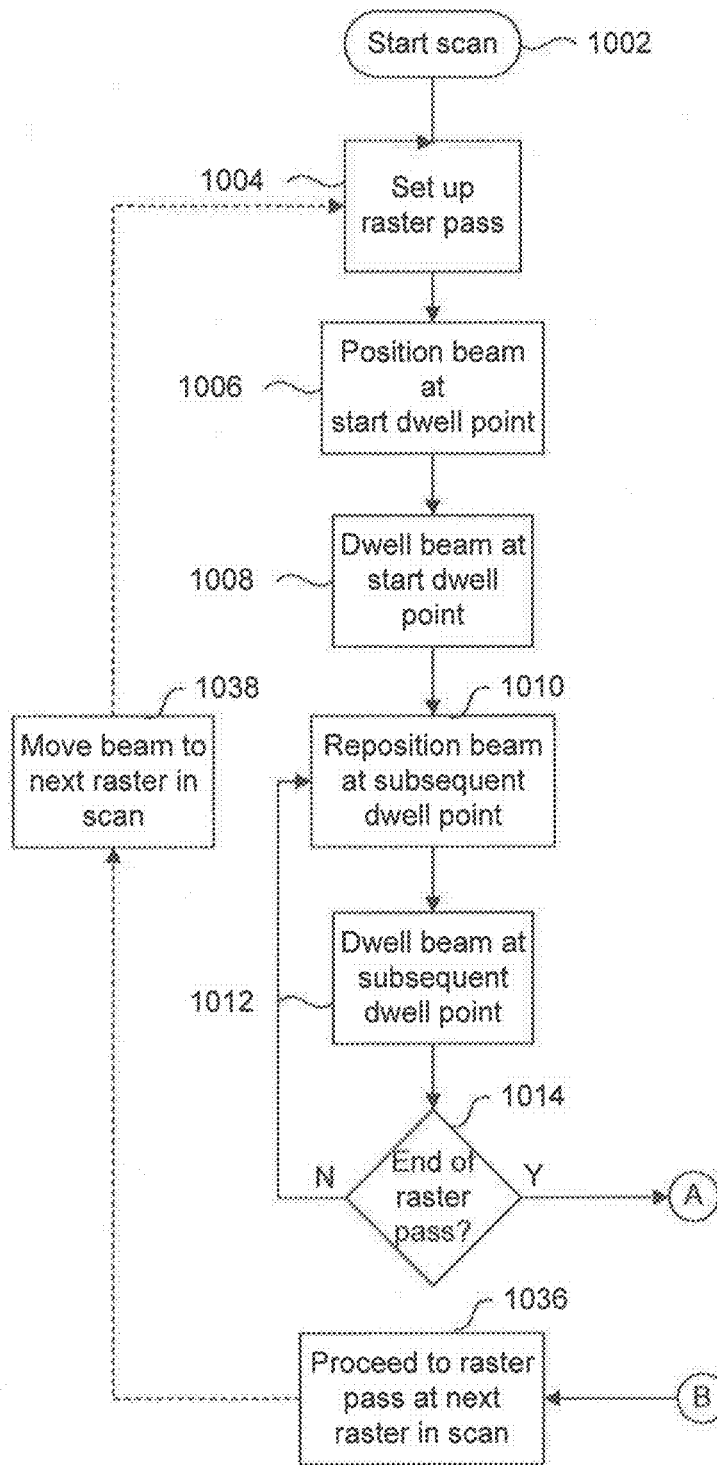 Start scan
1002
1004
Set up
raster pass
1006
Position beam
at
start dwell point
1008
Dwell beam at
start dwell
point
1038
Move beam to
next raster in
scan
1010
Reposition beam
at subsequent
dwell point
1012
Dwell beam at
subsequent
dwell point
1014
N
End of
raster
pass?
Y
A
1036
Proceed to raster
pass at next
raster in scan
B